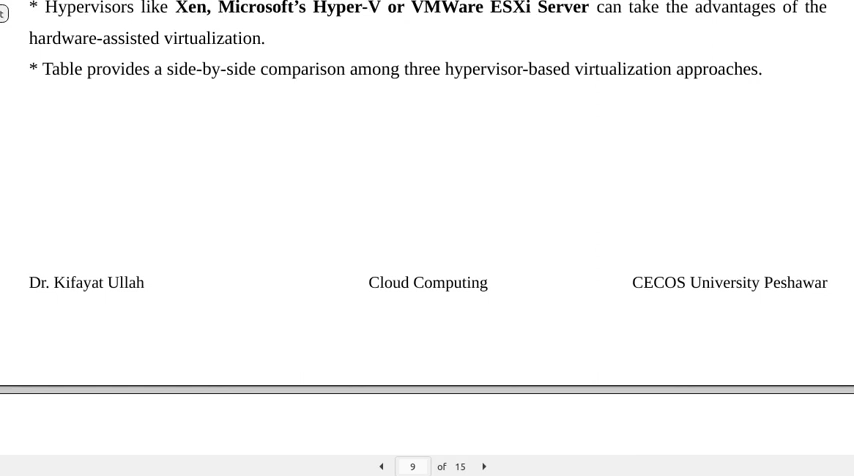 * Hypervisors like Xen, Microsoft’s Hyper-V or VMWare ESXi Server can take the advantages of the
hardware-assisted virtualization.
* Table provides a side-by-side comparison among three hypervisor-based virtualization approaches.
Dr. Kifayat Ullah Cloud Computing CECOS University Peshawar
9 of 15